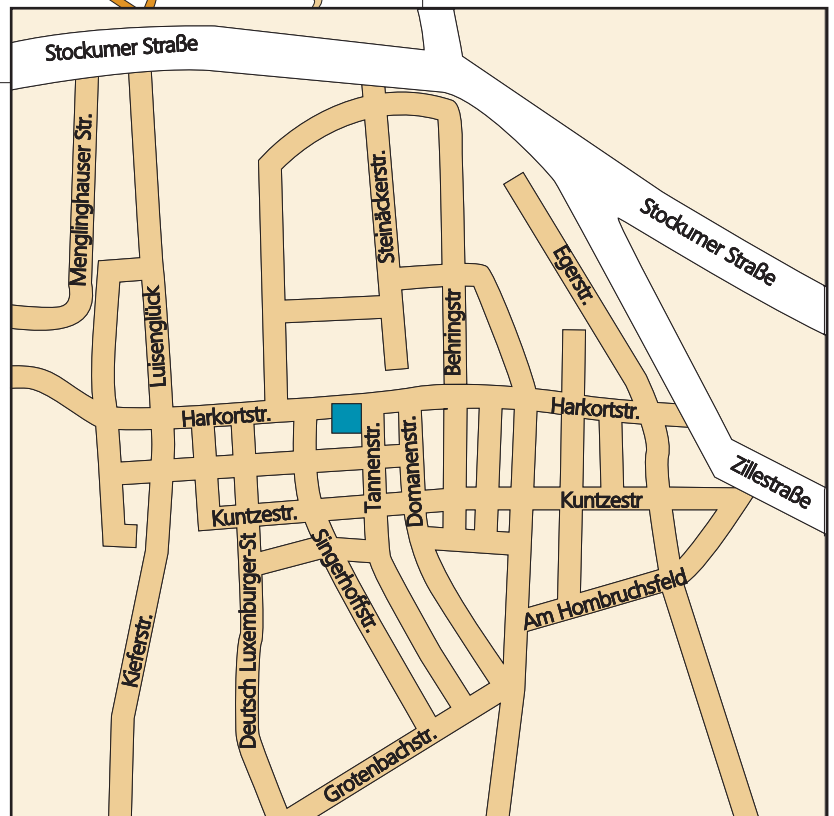 Stockumer Straße
Menglinghauser Str.
Steinäckerstr.
Stockumer Straße
Egerstr.
Luisenglück
Behringstr
Harkortstr.
Harkortstr.
Tannenstr.
Domanenstr.
Zillestraße
Kuntzestr
Kuntzestr.
Singerhoffstr.
Deutsch Luxemburger-St
Am Hombruchsfeld
Kieferstr.
Grotenbachstr.